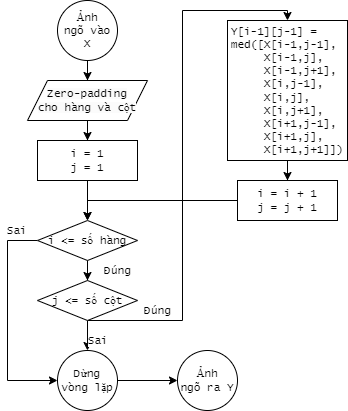 Ảnh
ngõ vào
X
Zero-padding
cho hàng và cột
i = 1
j = 1
i <= số hàng
Sai
Đúng
j <= số cột
Đúng
Sai
Dừng
vòng lặp
Ảnh
ngõ ra Y
Y[i-1][j-1] =
med([X[i-1,j-1],
X[i-1,j],
X[i-1,j+1],
X[i,j-1],
X[i,j],
X[i,j+1],
X[i+1,j-1],
X[i+1,j],
X[i+1,j+1]])
i = i + 1
j = j + 1